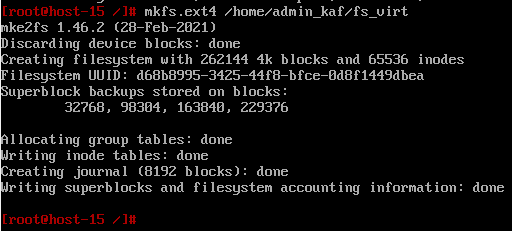 [root@host-15 /]# mkfs.ext4 /home/admin_kaf/fs_virt
mke2fs 1.46.2 (28-Feb-2021)
Discarding device blocks: done
Creating filesystem with 262144 4k blocks and 65536 inodes
Filesystem UUID: d68b8995-3425-44f8-bfce-0d8f1449dbea
Superblock backups stored on blocks:
        32768, 98304, 163840, 229376

Allocating group tables: done
Writing inode tables: done
Creating journal (8192 blocks): done
Writing superblocks and filesystem accounting information: done

[root@host-15 /]#